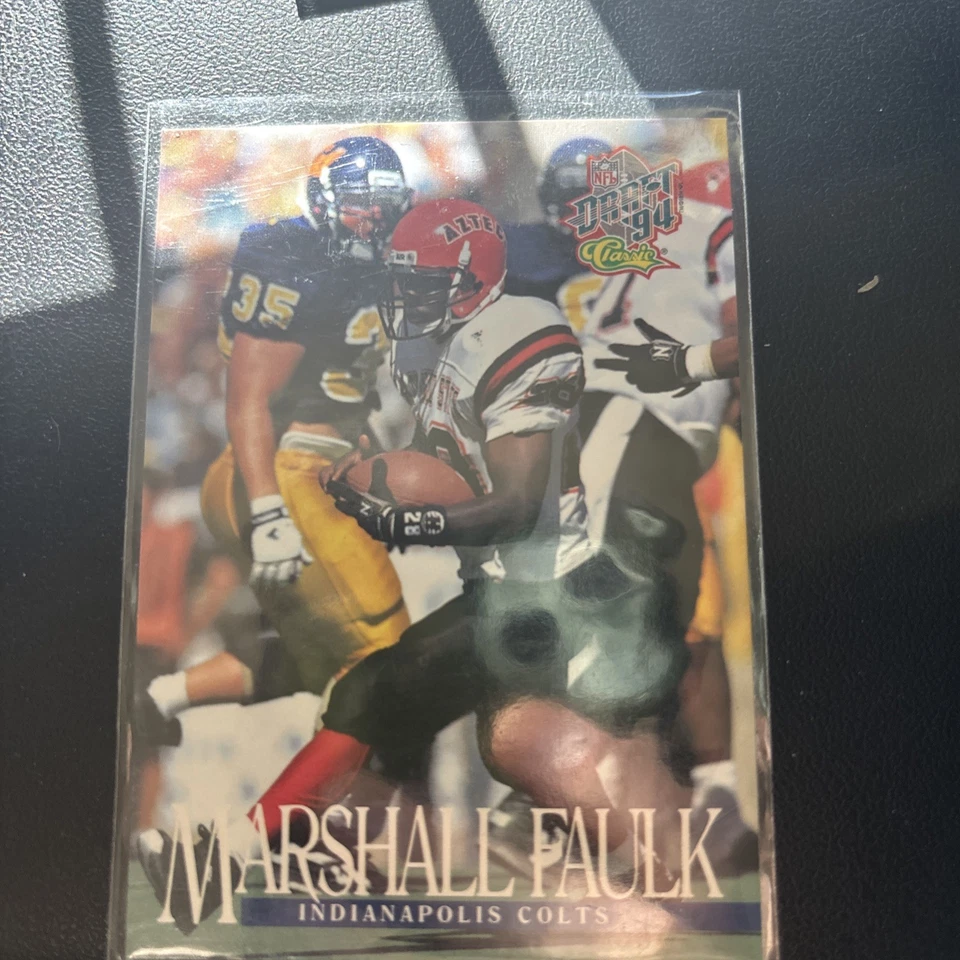 NFL
DRAFT
94
Classic
AZTEC
35
28
MARSHALL FAULK
INDIANAPOLIS COLTS